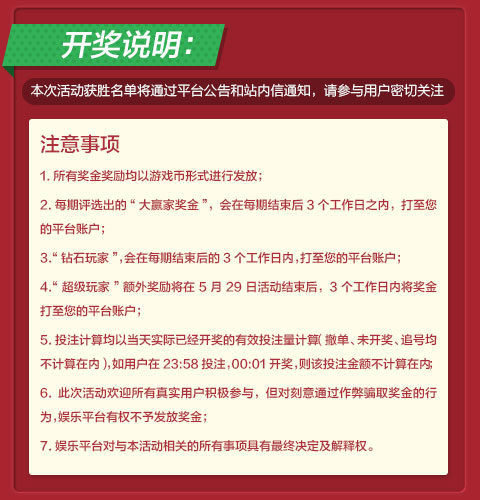 开奖说明：
本次活动获胜名单将通过平台公告和站内信通知，请参与用户密切关注
注意事项
1. 所有奖金奖励均以游戏币形式进行发放；
2. 每期评选出的“大赢家奖金”，会在每期结束后 3 个工作日之内，打至您
的平台账户；
3.“钻石玩家”，会在每期结束后的 3 个工作日内，打至您的平台账户；
4.“超级玩家”额外奖励将在 5 月 29 日活动结束后，3 个工作日内将奖金
打至您的平台账户；
5. 投注计算均以当天实际已经开奖的有效投注量计算（撤单、未开奖、追号均
不计算在内），如用户在 23:58 投注，00:01 开奖，则该投注金额不计算在内；
6. 此次活动欢迎所有真实用户积极参与，但对刻意通过作弊骗取奖金的行
为，娱乐平台有权不予发放奖金；
7. 娱乐平台对与本活动相关的所有事项具有最终决定及解释权。